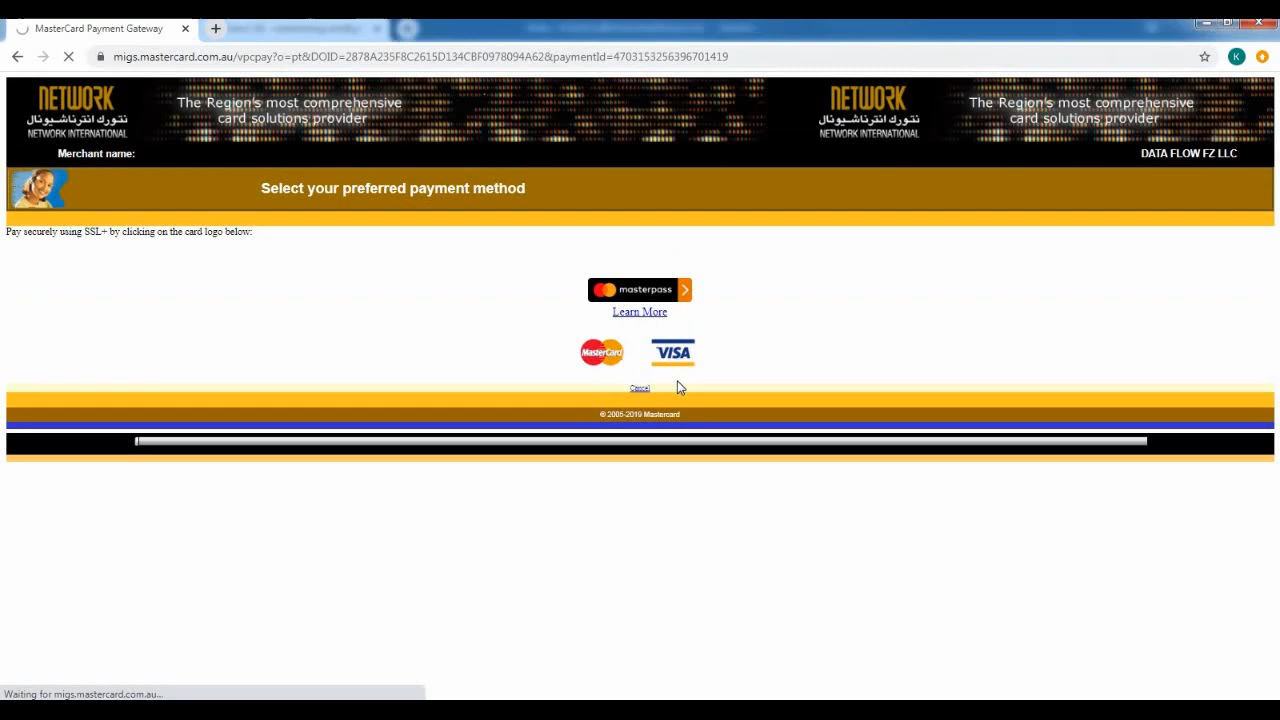 MasterCard Payment Gateway
migs.mastercard.com.au/vpcpay?o=pt&DOID=2878A235F8C2615D134CBF0978094A62&paymentId=4703153256396701419
K
NETWORK
نتورك انترناشيونال
NETWORK INTERNATIONAL
The Region's most comprehensive
card solutions provider
NETWORK
نتورك انترناشيونال
NETWORK INTERNATIONAL
The Region's most comprehensive
card solutions provider
Merchant name:
DATA FLOW FZ LLC
Select your preferred payment method
Pay securely using SSL+ by clicking on the card logo below:
masterpass
Learn More
MasterCard
VISA
Cancel
© 2005-2019 Mastercard
Waiting for migs.mastercard.com.au...